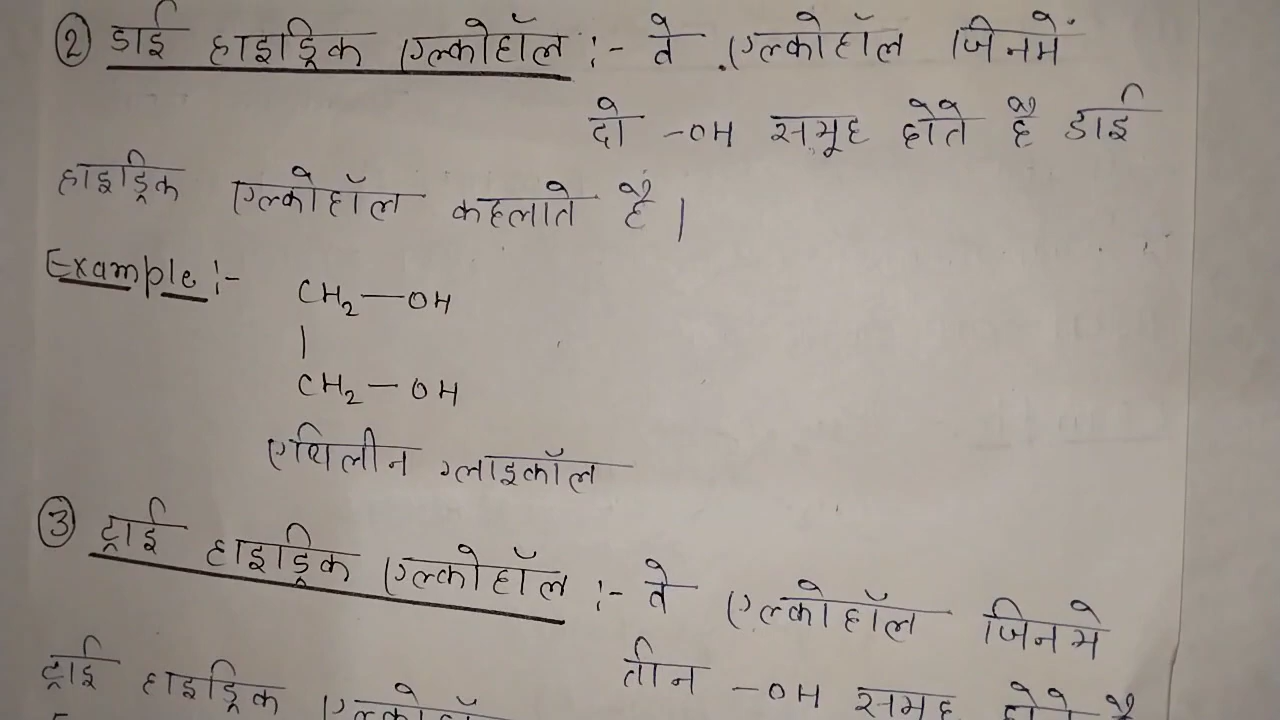 ② डाई हाइड्रिक एल्कोहॉल :- वे एल्कोहॉल जिनमें
दो -OH समूह होते है डाई
हाइड्रिक एल्कोहॉल कहलाते है।
Example :-
CH₂—OH
|
CH₂—OH
एथिलीन ग्लाइकॉल
③ ट्राई हाइड्रिक एल्कोहॉल :- वे एल्कोहॉल जिनमे
तीन -OH समूह होते है
ट्राई हाइड्रिक एल्कोहॉल